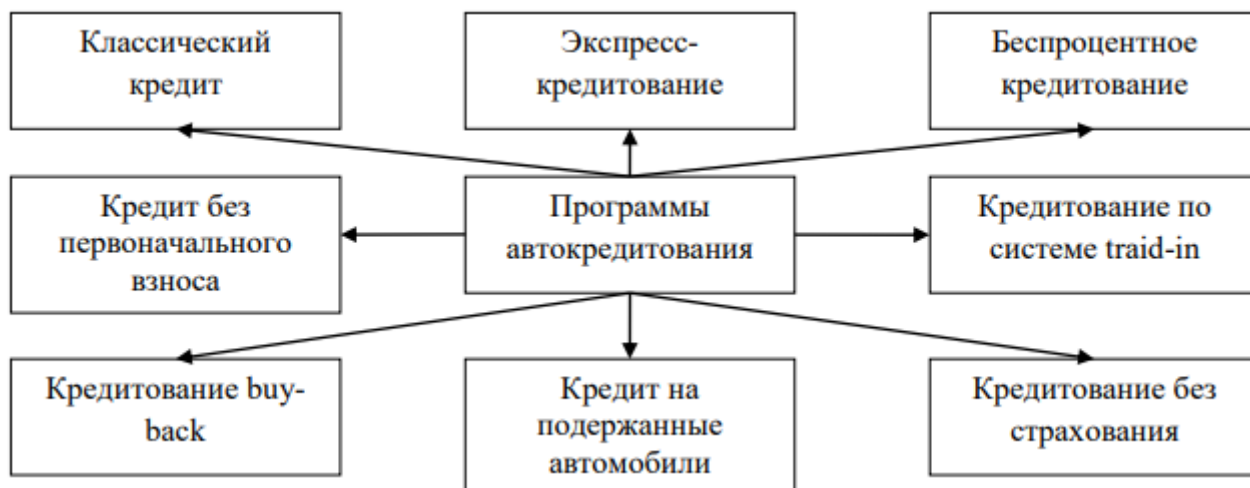 Классический
кредит
Экспресс-
кредитование
Беспроцентное
кредитование
Кредит без
первоначального
взноса
Программы
автокредитования
Кредитование по
системе traid-in
Кредитование buy-
back
Кредит на
подержанные
автомобили
Кредитование без
страхования